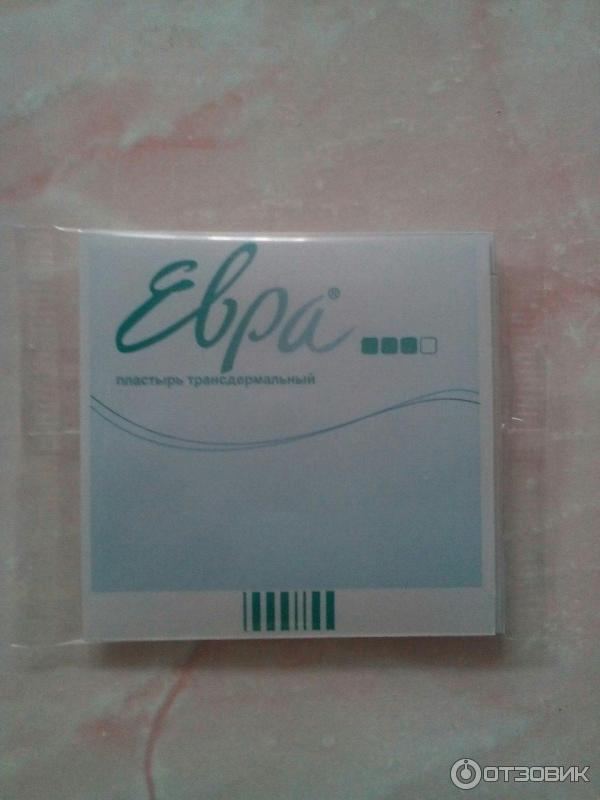 Евра®
пластырь трансдермальный
ОТЗОВИК